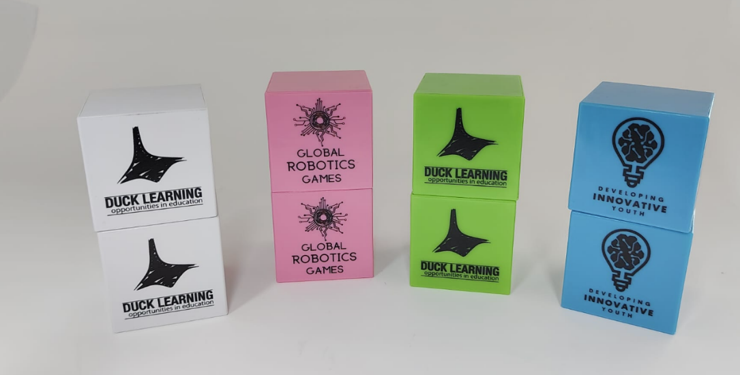 DUCK LEARNING
opportunities in education
DUCK LEARNING
opportunities in education
GLOBAL
ROBOTICS
GAMES
GLOBAL
ROBOTICS
GAMES
DUCK LEARNING
opportunities in education
DUCK LEARNING
opportunities in education
DEVELOPING
INNOVATIVE
YOUTH
DEVELOPING
INNOVATIVE
YOUTH